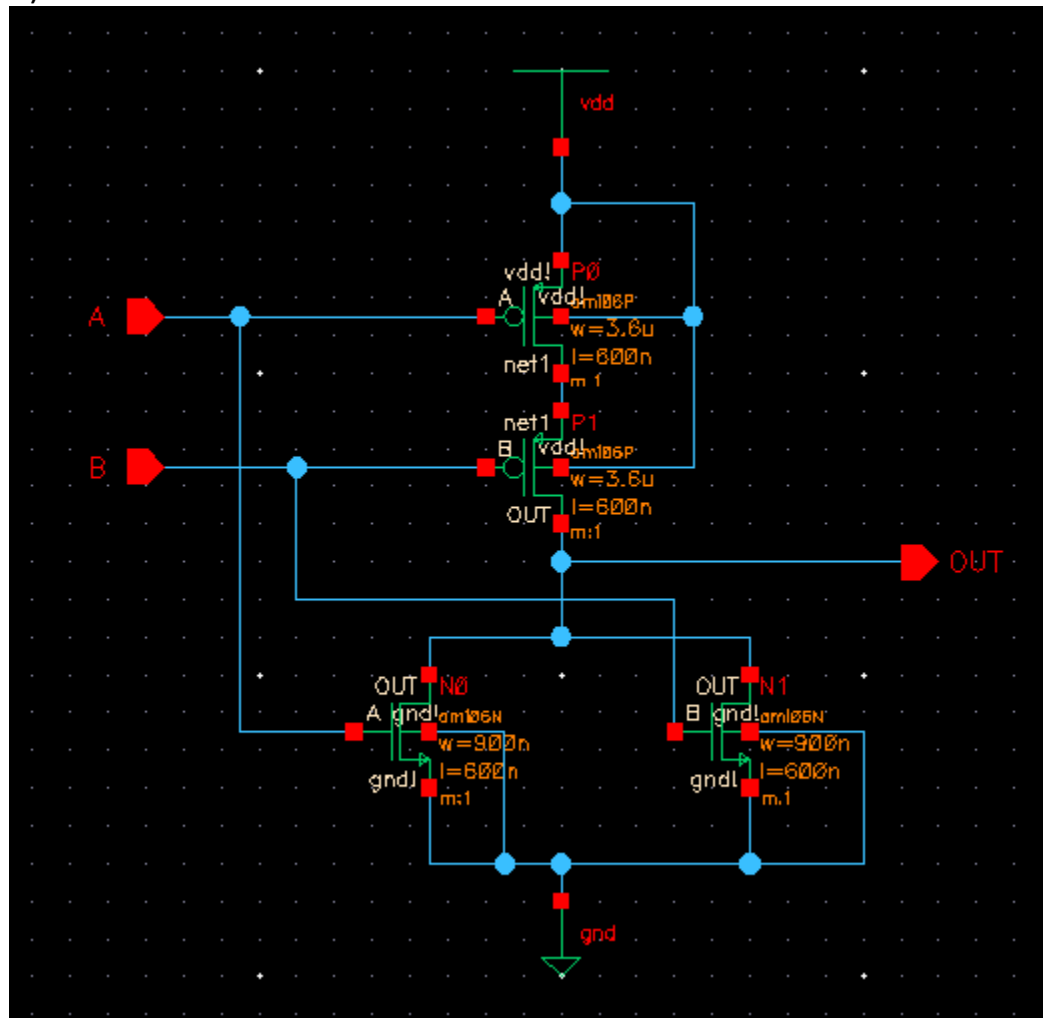 vdd
vdd! P0
A vdd! ami06P
w=3.6u
l=600n
net1
m:1
A
net1 P1
B vdd! ami06P
w=3.6u
l=600n
OUT
m:1
B
OUT
OUT N0
A gnd! ami06N
w=900n
l=600n
gnd!
m:1
OUT N1
B gnd! ami06N
w=900n
l=600n
gnd!
m:1
gnd